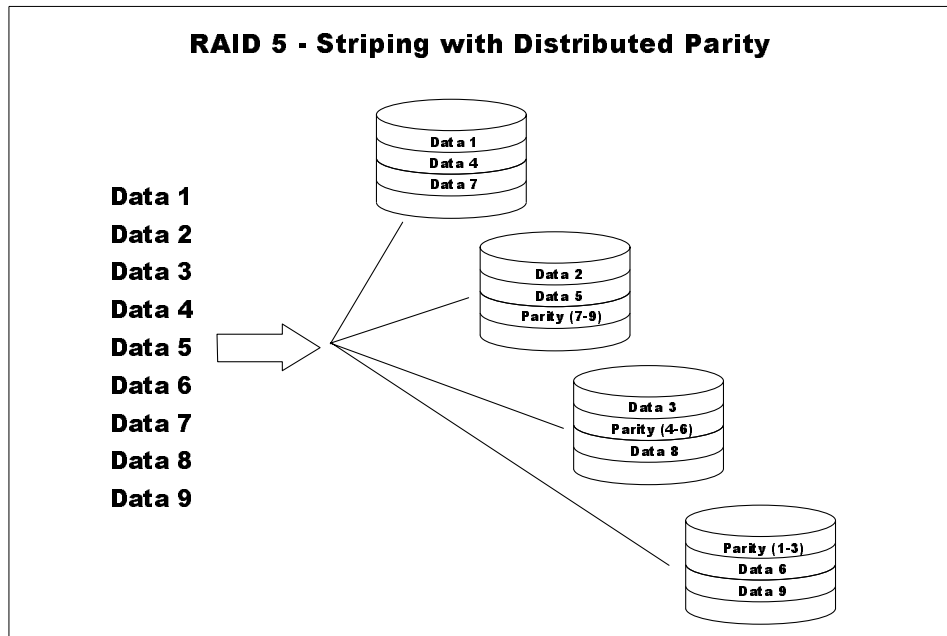 RAID 5 - Striping with Distributed Parity
Data 1
Data 2
Data 3
Data 4
Data 5
Data 6
Data 7
Data 8
Data 9
Data 1
Data 4
Data 7
Data 2
Data 5
Parity (7-9)
Data 3
Parity (4-6)
Data 8
Parity (1-3)
Data 6
Data 9